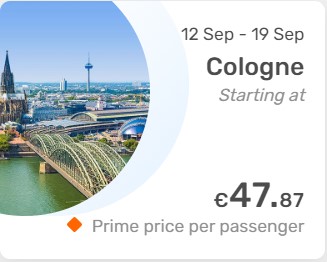 12 Sep - 19 Sep
Cologne
Starting at
€47.87
Prime price per passenger